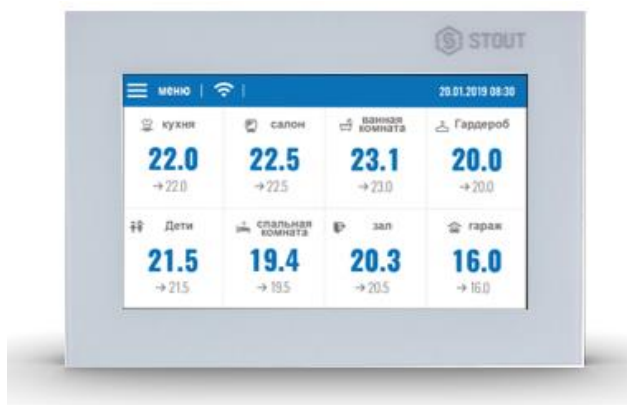 STOUT
меню | 20.01.2019 08:30
кухня салон ванная комната Гардероб
22.0 22.5 23.1 20.0
→22.0 →22.5 →23.0 →20.0
Дети спальная комната зал гараж
21.5 19.4 20.3 16.0
→21.5 →19.5 →20.5 →16.0